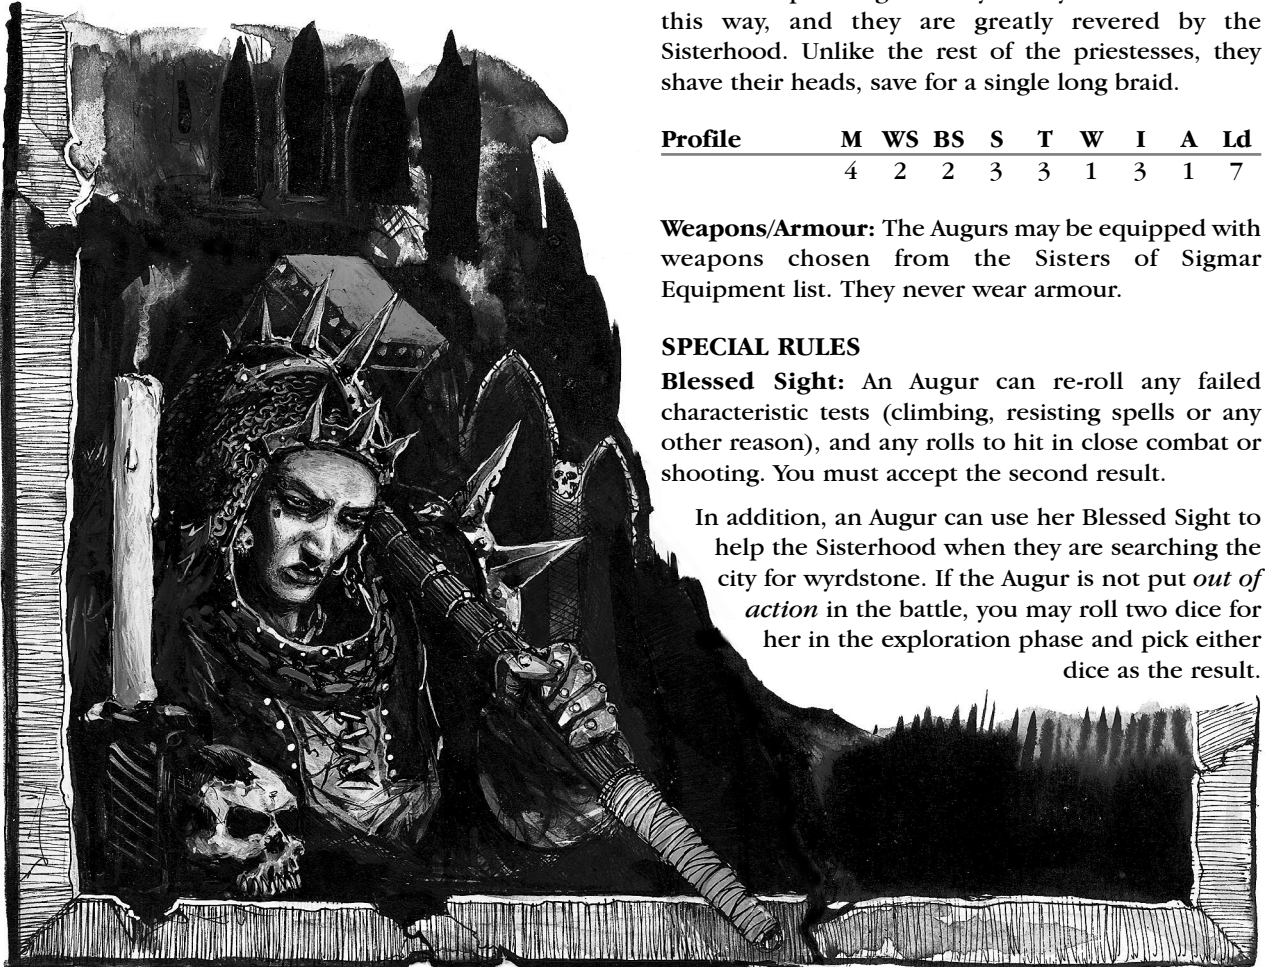 this way, and they are greatly revered by the
Sisterhood. Unlike the rest of the priestesses, they
shave their heads, save for a single long braid.
Profile M WS BS S T W I A Ld
4 2 2 3 3 1 3 1 7
Weapons/Armour: The Augurs may be equipped with
weapons chosen from the Sisters of Sigmar
Equipment list. They never wear armour.
SPECIAL RULES
Blessed Sight: An Augur can re-roll any failed
characteristic tests (climbing, resisting spells or any
other reason), and any rolls to hit in close combat or
shooting. You must accept the second result.
In addition, an Augur can use her Blessed Sight to
help the Sisterhood when they are searching the
city for wyrdstone. If the Augur is not put out of
action in the battle, you may roll two dice for
her in the exploration phase and pick either
dice as the result.